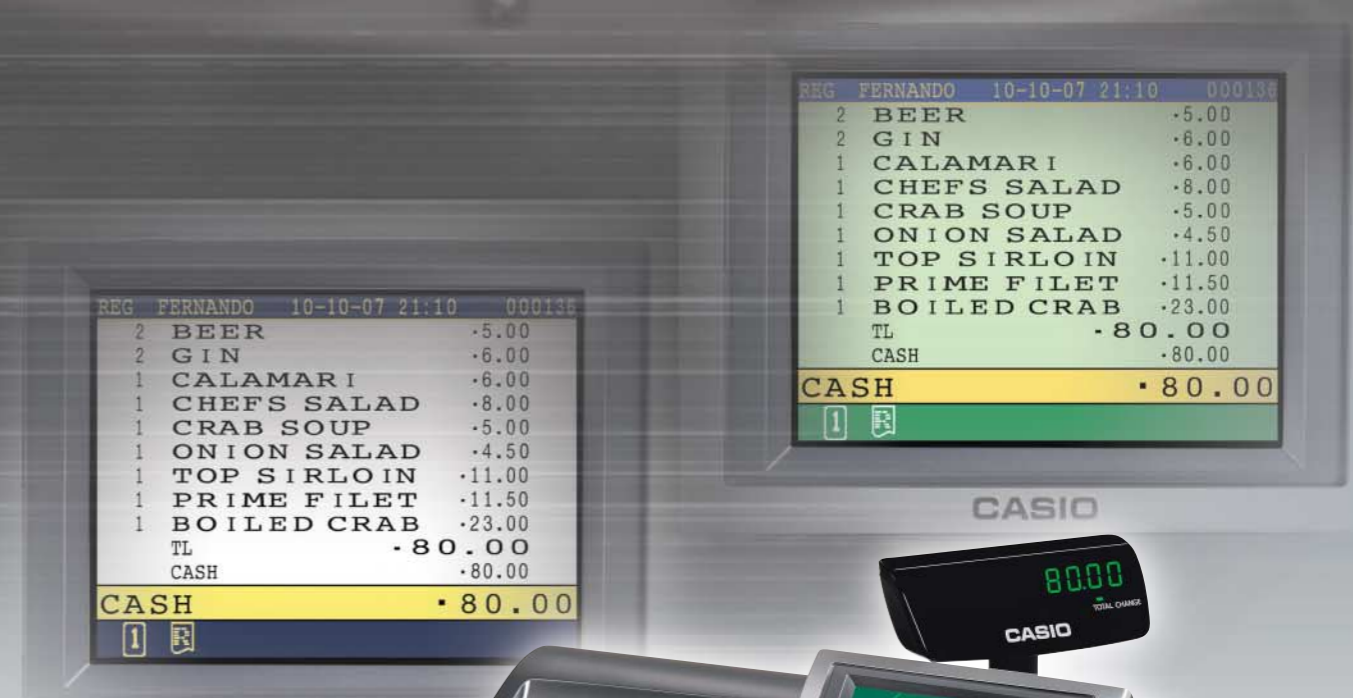 REG FERNANDO 10-10-07 21:10 000136
2 BEER ·5.00
2 GIN ·6.00
1 CALAMARI ·6.00
1 CHEFS SALAD ·8.00
1 CRAB SOUP ·5.00
1 ONION SALAD ·4.50
1 TOP SIRLOIN ·11.00
1 PRIME FILET ·11.50
1 BOILED CRAB ·23.00
TL ·80.00
CASH ·80.00
CASH ·80.00
1 R
REG FERNANDO 10-10-07 21:10 000136
2 BEER ·5.00
2 GIN ·6.00
1 CALAMARI ·6.00
1 CHEFS SALAD ·8.00
1 CRAB SOUP ·5.00
1 ONION SALAD ·4.50
1 TOP SIRLOIN ·11.00
1 PRIME FILET ·11.50
1 BOILED CRAB ·23.00
TL ·80.00
CASH ·80.00
CASH ·80.00
1 R
CASIO
80.00
TOTAL CHANGE
CASIO